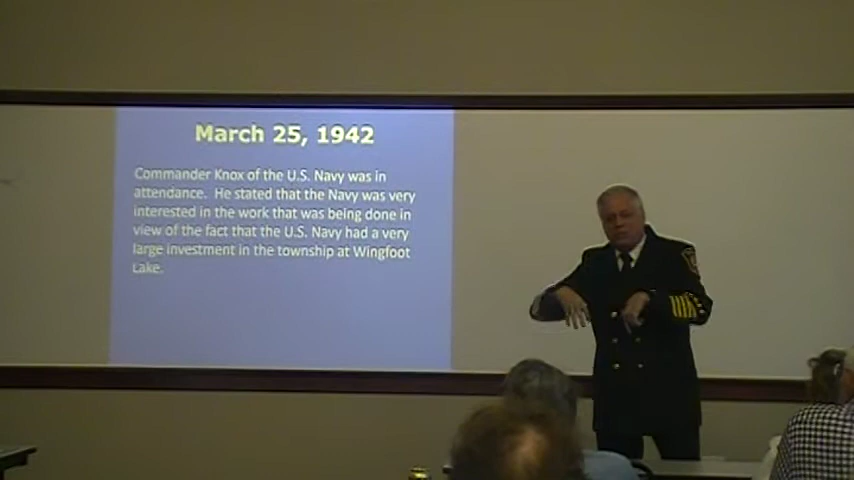 March 25, 1942
Commander Knox of the U.S. Navy was in
attendance. He stated that the Navy was very
interested in the work that was being done in
view of the fact that the U.S. Navy had a very
large investment in the township at Wingfoot
Lake.